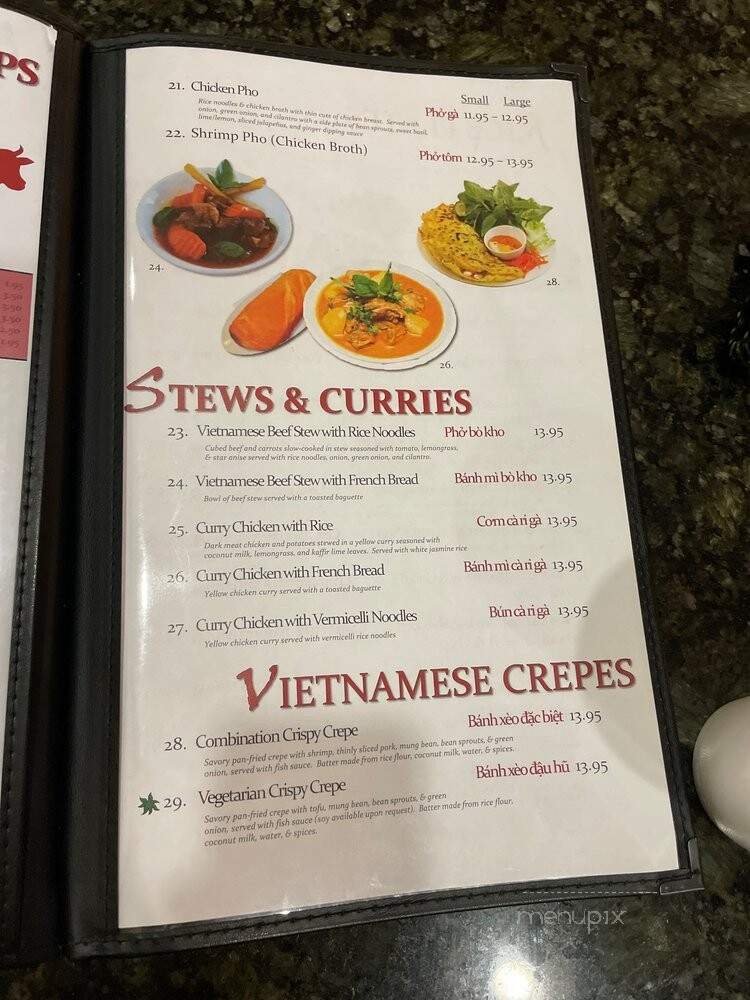 PS
21. Chicken Pho
Small Large
Phở gà 11.95 – 12.95
Rice noodles & chicken broth with thin cuts of chicken breast. Served with
onion, green onion, and cilantro with a side plate of bean sprouts, sweet basil,
lime/lemon, sliced jalapeños, and ginger dipping sauce
22. Shrimp Pho (Chicken Broth)
Phở tôm 12.95 – 13.95
24.
28.
26.
3.50
3.50
3.50
2.50
STEWS & CURRIES
23. Vietnamese Beef Stew with Rice Noodles Phở bò kho 13.95
Cubed beef and carrots slow-cooked in stew seasoned with tomato, lemongrass,
& star anise served with rice noodles, onion, green onion, and cilantro.
24. Vietnamese Beef Stew with French Bread Bánh mì bò kho 13.95
Bowl of beef stew served with a toasted baguette
25. Curry Chicken with Rice Cơm cà ri gà 13.95
Dark meat chicken and potatoes stewed in a yellow curry seasoned with
coconut milk, lemongrass, and kaffir lime leaves. Served with white jasmine rice
26. Curry Chicken with French Bread Bánh mì cà ri gà 13.95
Yellow chicken curry served with a toasted baguette
27. Curry Chicken with Vermicelli Noodles Bún cà ri gà 13.95
Yellow chicken curry served with vermicelli rice noodles
VIETNAMESE CREPES
28. Combination Crispy Crepe Bánh xèo đặc biệt 13.95
Savory pan-fried crepe with shrimp, thinly sliced pork, mung bean, bean sprouts, & green
onion, served with fish sauce. Batter made from rice flour, coconut milk, water, & spices.
29. Vegetarian Crispy Crepe Bánh xèo đậu hũ 13.95
Savory pan-fried crepe with tofu, mung bean, bean sprouts, & green
onion, served with fish sauce (soy available upon request). Batter made from rice flour,
coconut milk, water, & spices.
menupix